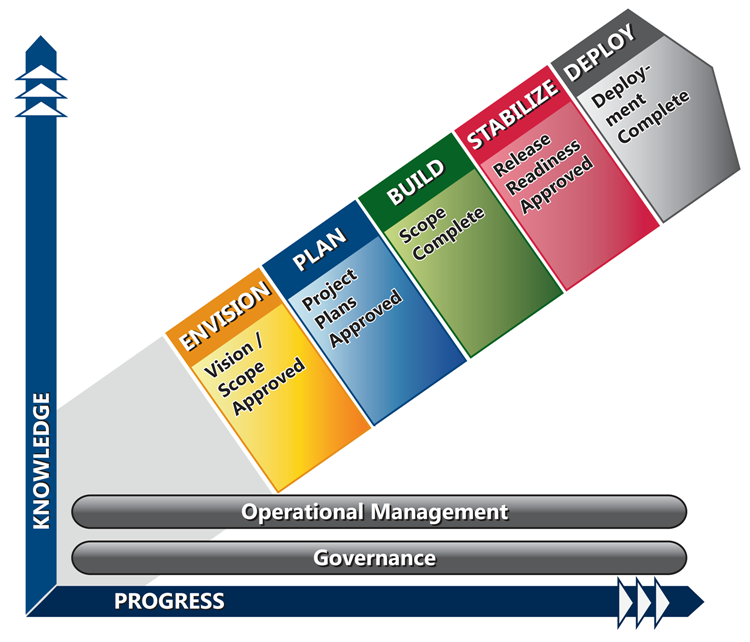 KNOWLEDGE
ENVISION
Vision /
Scope
Approved
PLAN
Project
Plans
Approved
BUILD
Scope
Complete
STABILIZE
Release
Readiness
Approved
DEPLOY
Deploy-
ment
Complete
Operational Management
Governance
PROGRESS